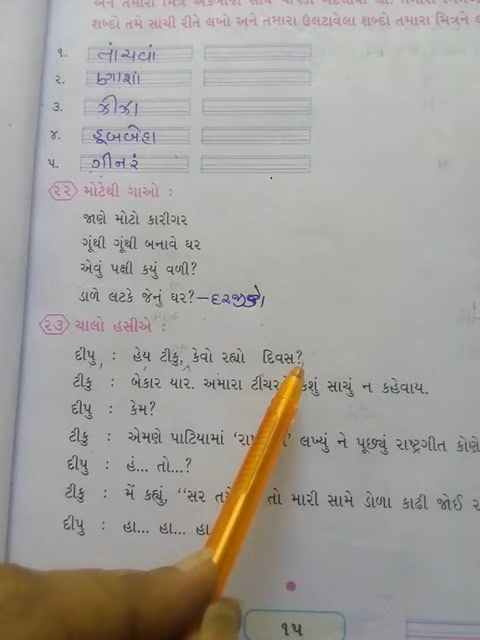 અને તમારા મિત્ર
શબ્દો તમે સાચી રીતે લખો અને તમારા ઉલટાવેલા શબ્દો તમારા મિત્રને
૧. તાંચવાં
૨. ણાશા
૩. ઝીઝા
૪. હૂબબેહા
૫. ગીનરં
૨૨ મોટેથી ગાઓ :
જાણે મોટો કારીગર
ગૂંથી ગૂંથી બનાવે ઘર
એવું પક્ષી કયું વળી?
ડાળે લટકે જેનું ઘર? – દરજીડો
૨૩ ચાલો હસીએ :
દીપુ : હેય ટીકુ, કેવો રહ્યો દિવસ?
ટીકુ : બેકાર યાર. અમારા ટીચર કશું સાચું ન કહેવાય.
દીપુ : કેમ?
ટીકુ : એમણે પાટિયામાં લખ્યું ને પૂછ્યું રાષ્ટ્રગીત કોણે
દીપુ : હં... તો...?
ટીકુ : મેં કહ્યું, “સર તો મારી સામે ડોળા કાઢી જોઈ ર
દીપુ : હા... હા... હા
૧૫